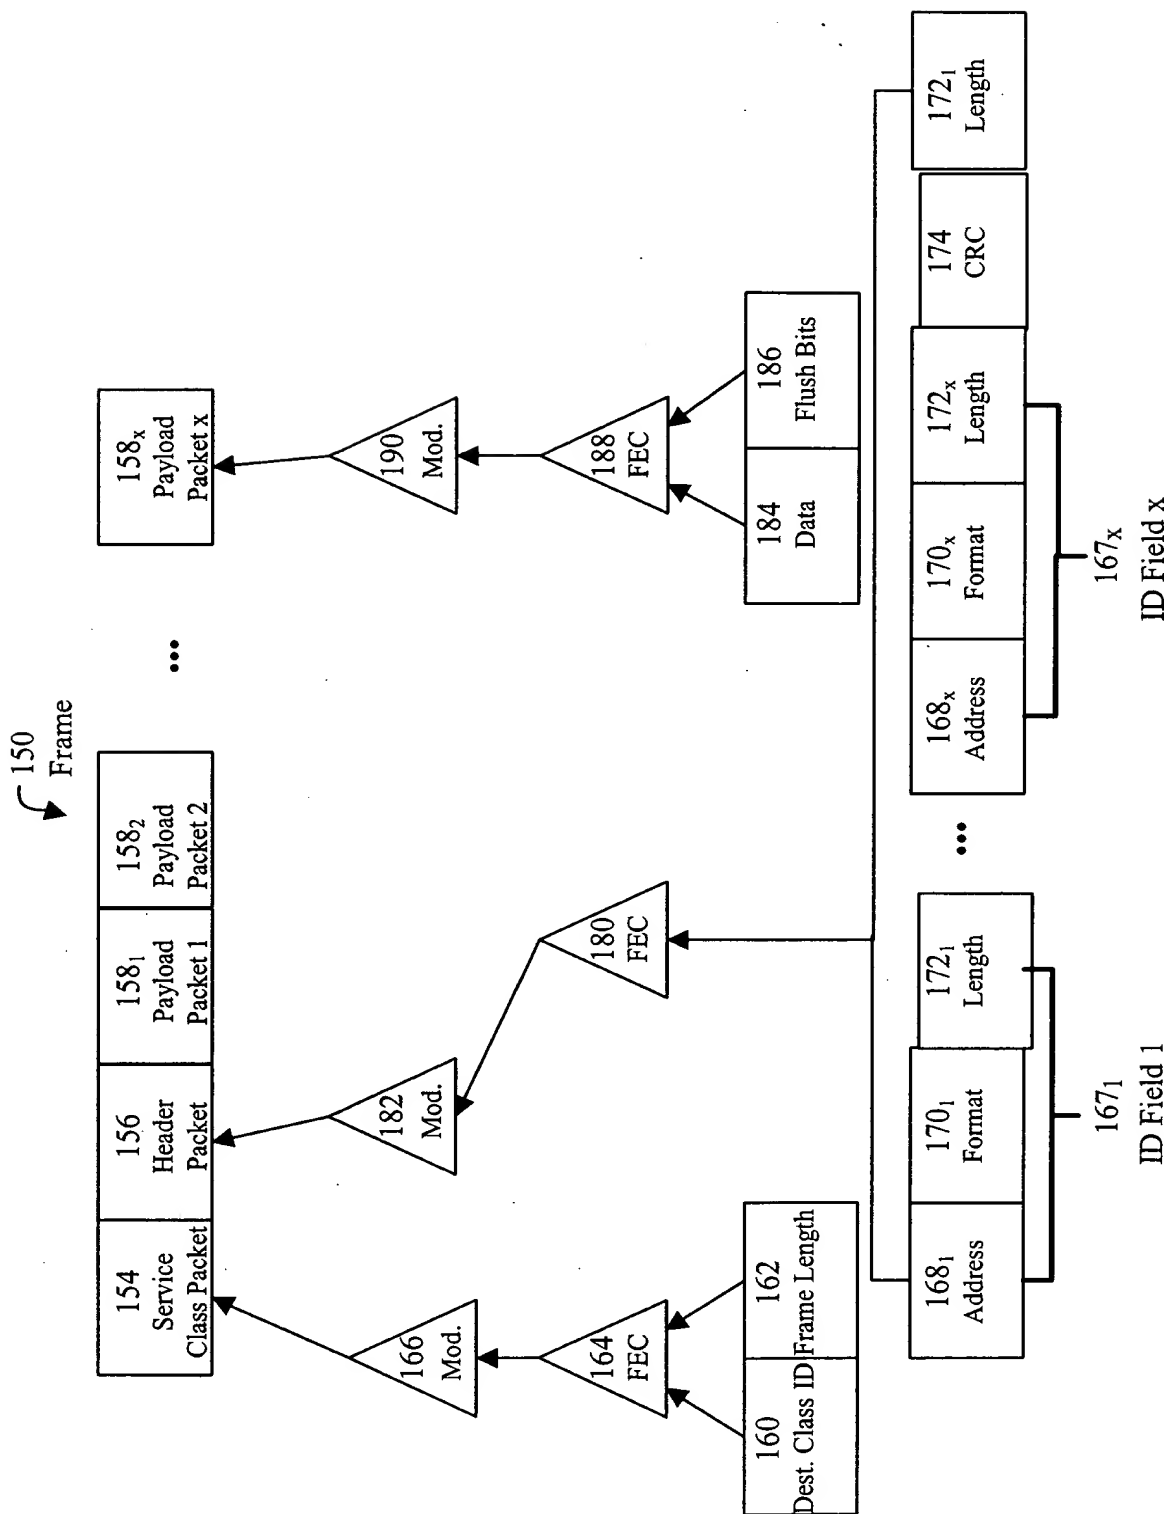 150
Frame
154
Service
Class Packet
156
Header
Packet
158₁
Payload
Packet 1
158₂
Payload
Packet 2
•••
158ₓ
Payload
Packet x
166
Mod.
182
Mod.
190
Mod.
164
FEC
180
FEC
188
FEC
160
Dest. Class ID
162
Frame Length
184
Data
186
Flush Bits
168₁
Address
170₁
Format
172₁
Length
•••
168ₓ
Address
170ₓ
Format
172ₓ
Length
174
CRC
172₁
Length
167₁
ID Field 1
167ₓ
ID Field x